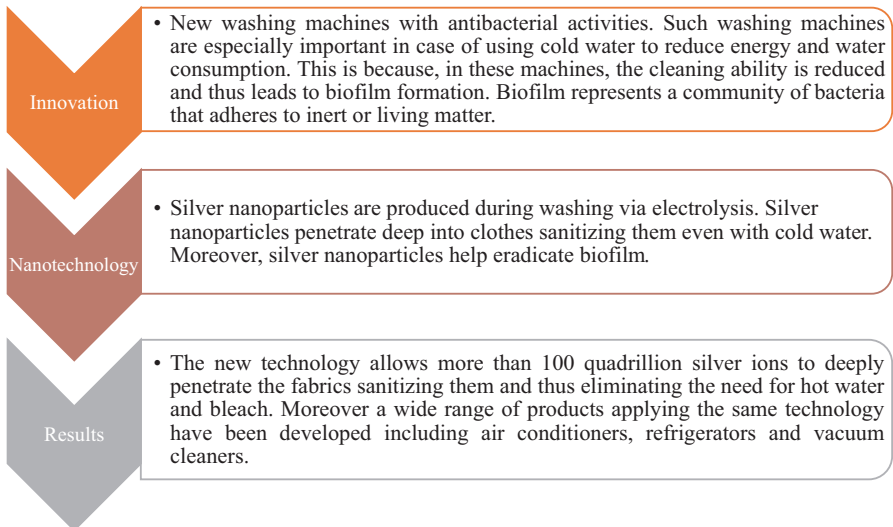 Innovation
• New washing machines with antibacterial activities. Such washing machines
are especially important in case of using cold water to reduce energy and water
consumption. This is because, in these machines, the cleaning ability is reduced
and thus leads to biofilm formation. Biofilm represents a community of bacteria
that adheres to inert or living matter.
Nanotechnology
• Silver nanoparticles are produced during washing via electrolysis. Silver
nanoparticles penetrate deep into clothes sanitizing them even with cold water.
Moreover, silver nanoparticles help eradicate biofilm.
Results
• The new technology allows more than 100 quadrillion silver ions to deeply
penetrate the fabrics sanitizing them and thus eliminating the need for hot water
and bleach. Moreover a wide range of products applying the same technology
have been developed including air conditioners, refrigerators and vacuum
cleaners.